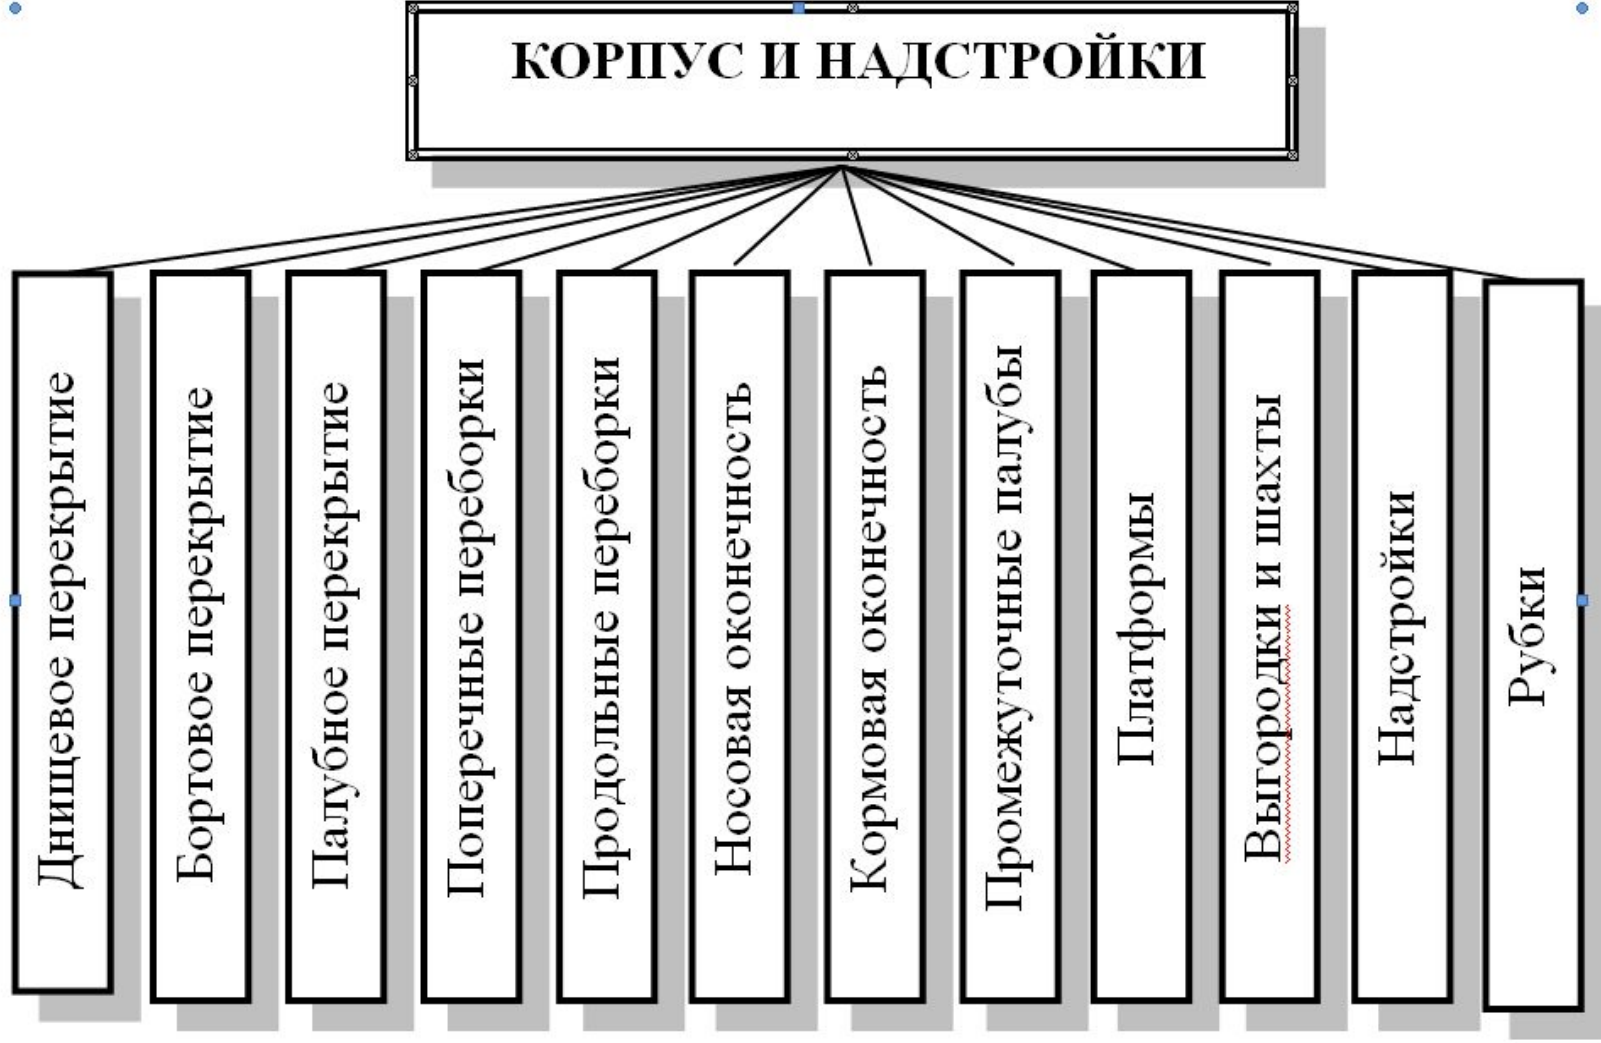 КОРПУС И НАДСТРОЙКИ
Днищевое перекрытие
Бортовое перекрытие
Палубное перекрытие
Поперечные переборки
Продольные переборки
Носовая оконечность
Кормовая оконечность
Промежуточные палубы
Платформы
Выгородки и шахты
Надстройки
Рубки